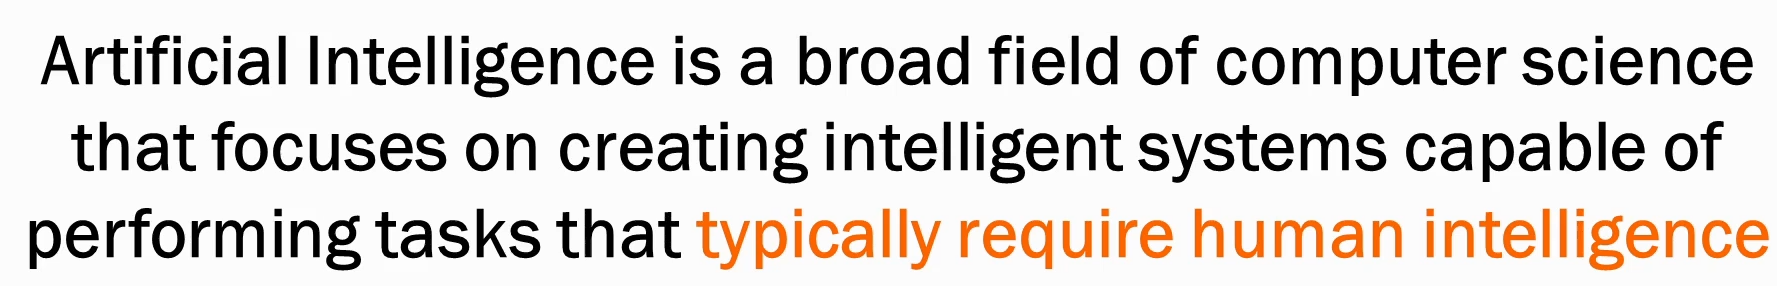 Artificial Intelligence is a broad field of computer science
that focuses on creating intelligent systems capable of
performing tasks that typically require human intelligence